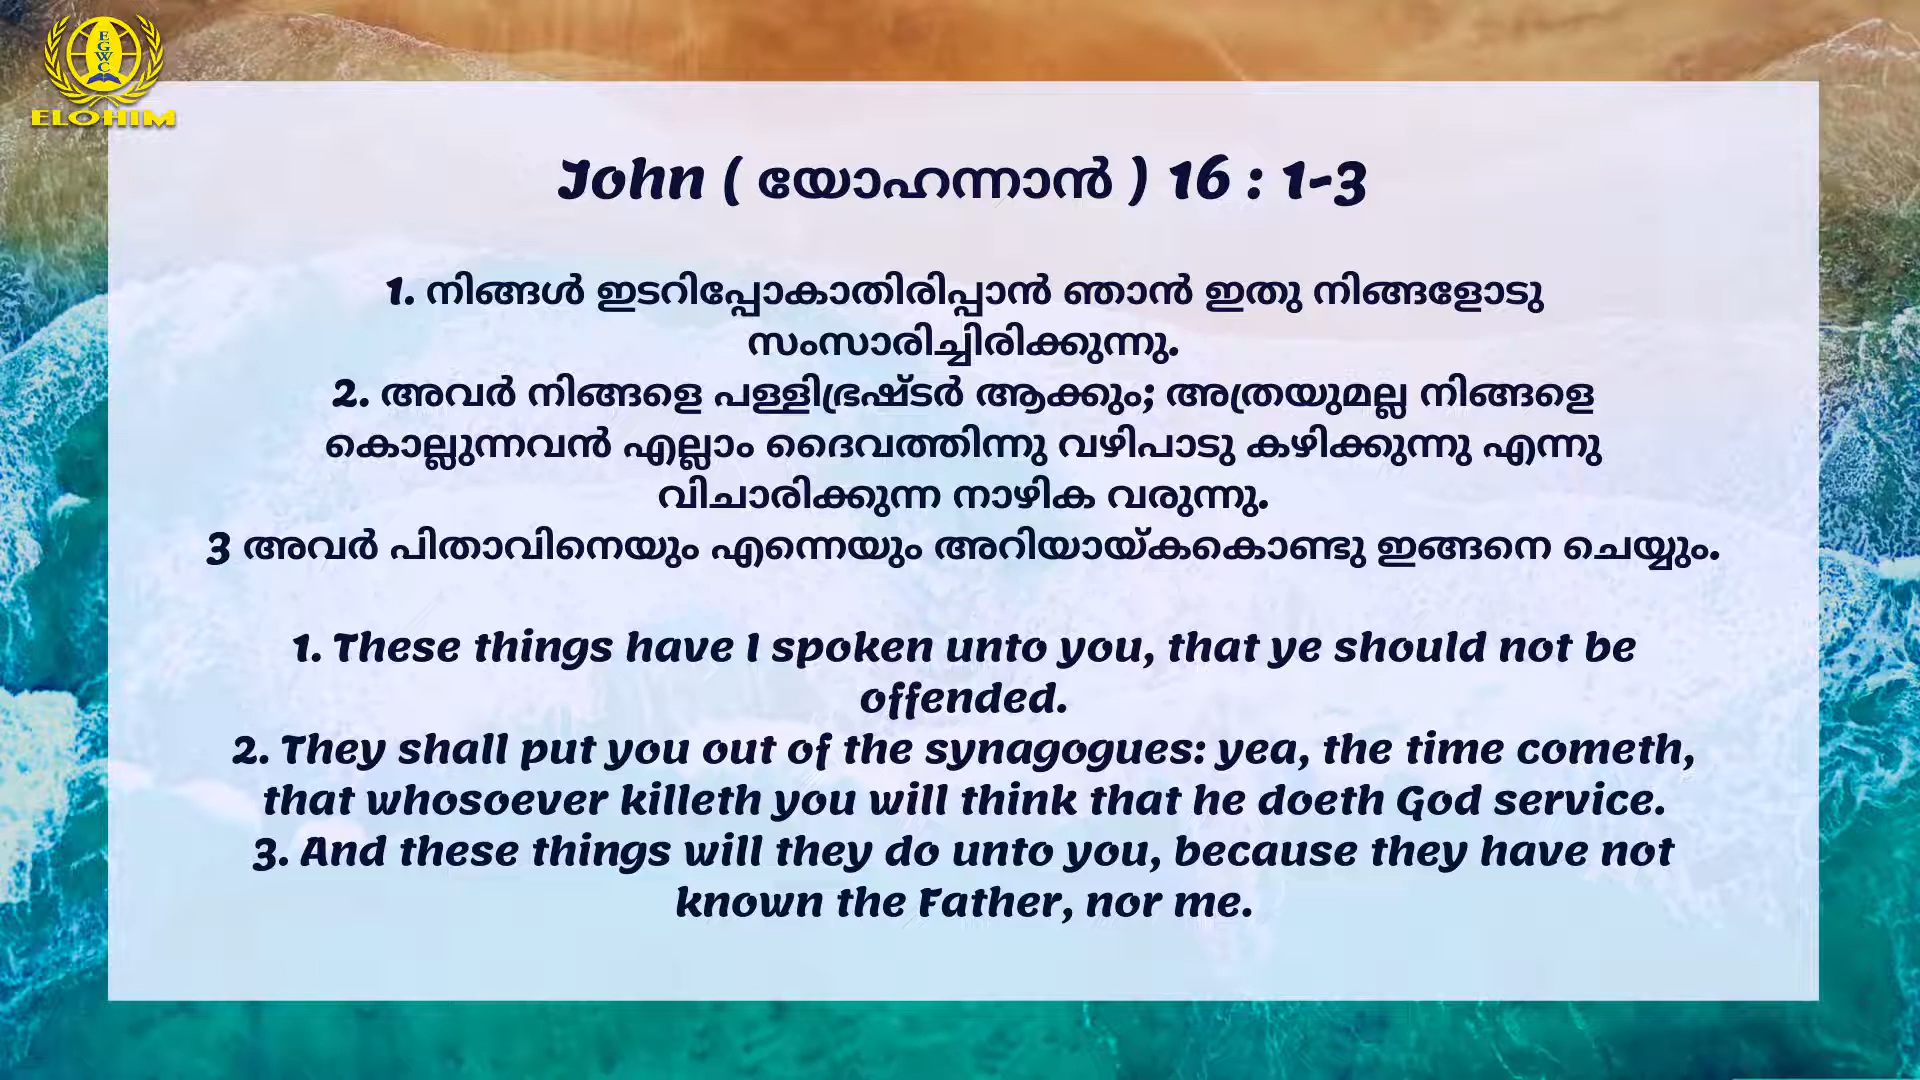 EGWC
ELOHIM
John ( യോഹന്നാൻ ) 16 : 1-3
1. നിങ്ങൾ ഇടറിപ്പോകാതിരിപ്പാൻ ഞാൻ ഇതു നിങ്ങളോടു
സംസാരിച്ചിരിക്കുന്നു.
2. അവർ നിങ്ങളെ പള്ളിഭ്രഷ്ടർ ആക്കും; അത്രയുമല്ല നിങ്ങളെ
കൊല്ലുന്നവൻ എല്ലാം ദൈവത്തിന്നു വഴിപാടു കഴിക്കുന്നു എന്നു
വിചാരിക്കുന്ന നാഴിക വരുന്നു.
3 അവർ പിതാവിനെയും എന്നെയും അറിയായ്കകൊണ്ടു ഇങ്ങനെ ചെയ്യും.
1. These things have I spoken unto you, that ye should not be
offended.
2. They shall put you out of the synagogues: yea, the time cometh,
that whosoever killeth you will think that he doeth God service.
3. And these things will they do unto you, because they have not
known the Father, nor me.